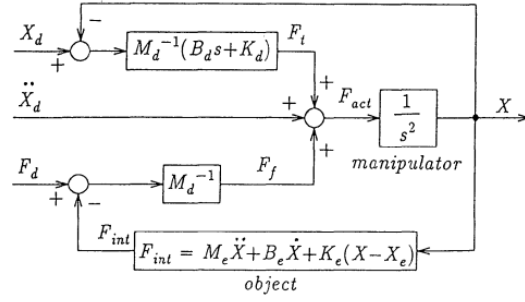 X_d
−
+
M_d^{-1}(B_d s+K_d)
F_t
Ẍ_d
+
+
+
F_act
1/s²
X
manipulator
F_d
+
−
M_d^{-1}
F_f
F_int
F_int = M_e Ẍ+B_e Ẋ+K_e(X−X_e)
object